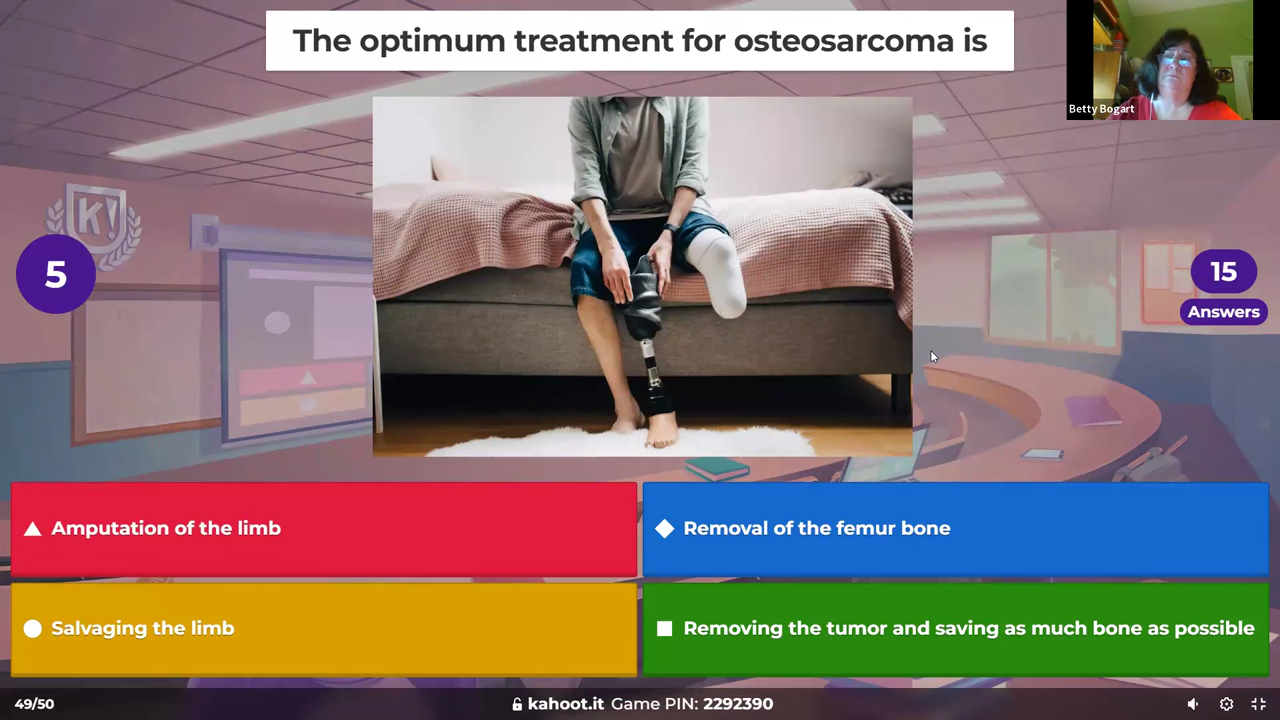 The optimum treatment for osteosarcoma is
Betty Bogart
K!
5
15
Answers
Amputation of the limb
Removal of the femur bone
Salvaging the limb
Removing the tumor and saving as much bone as possible
49/50
kahoot.it Game PIN: 2292390